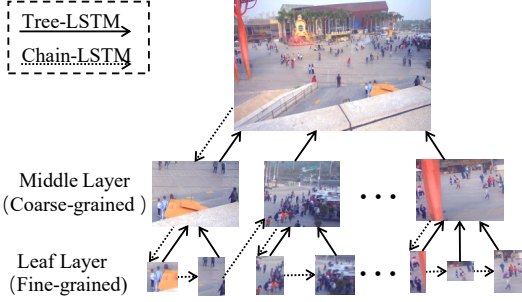 Tree-LSTM
Chain-LSTM
Middle Layer
(Coarse-grained )
Leaf Layer
(Fine-grained)